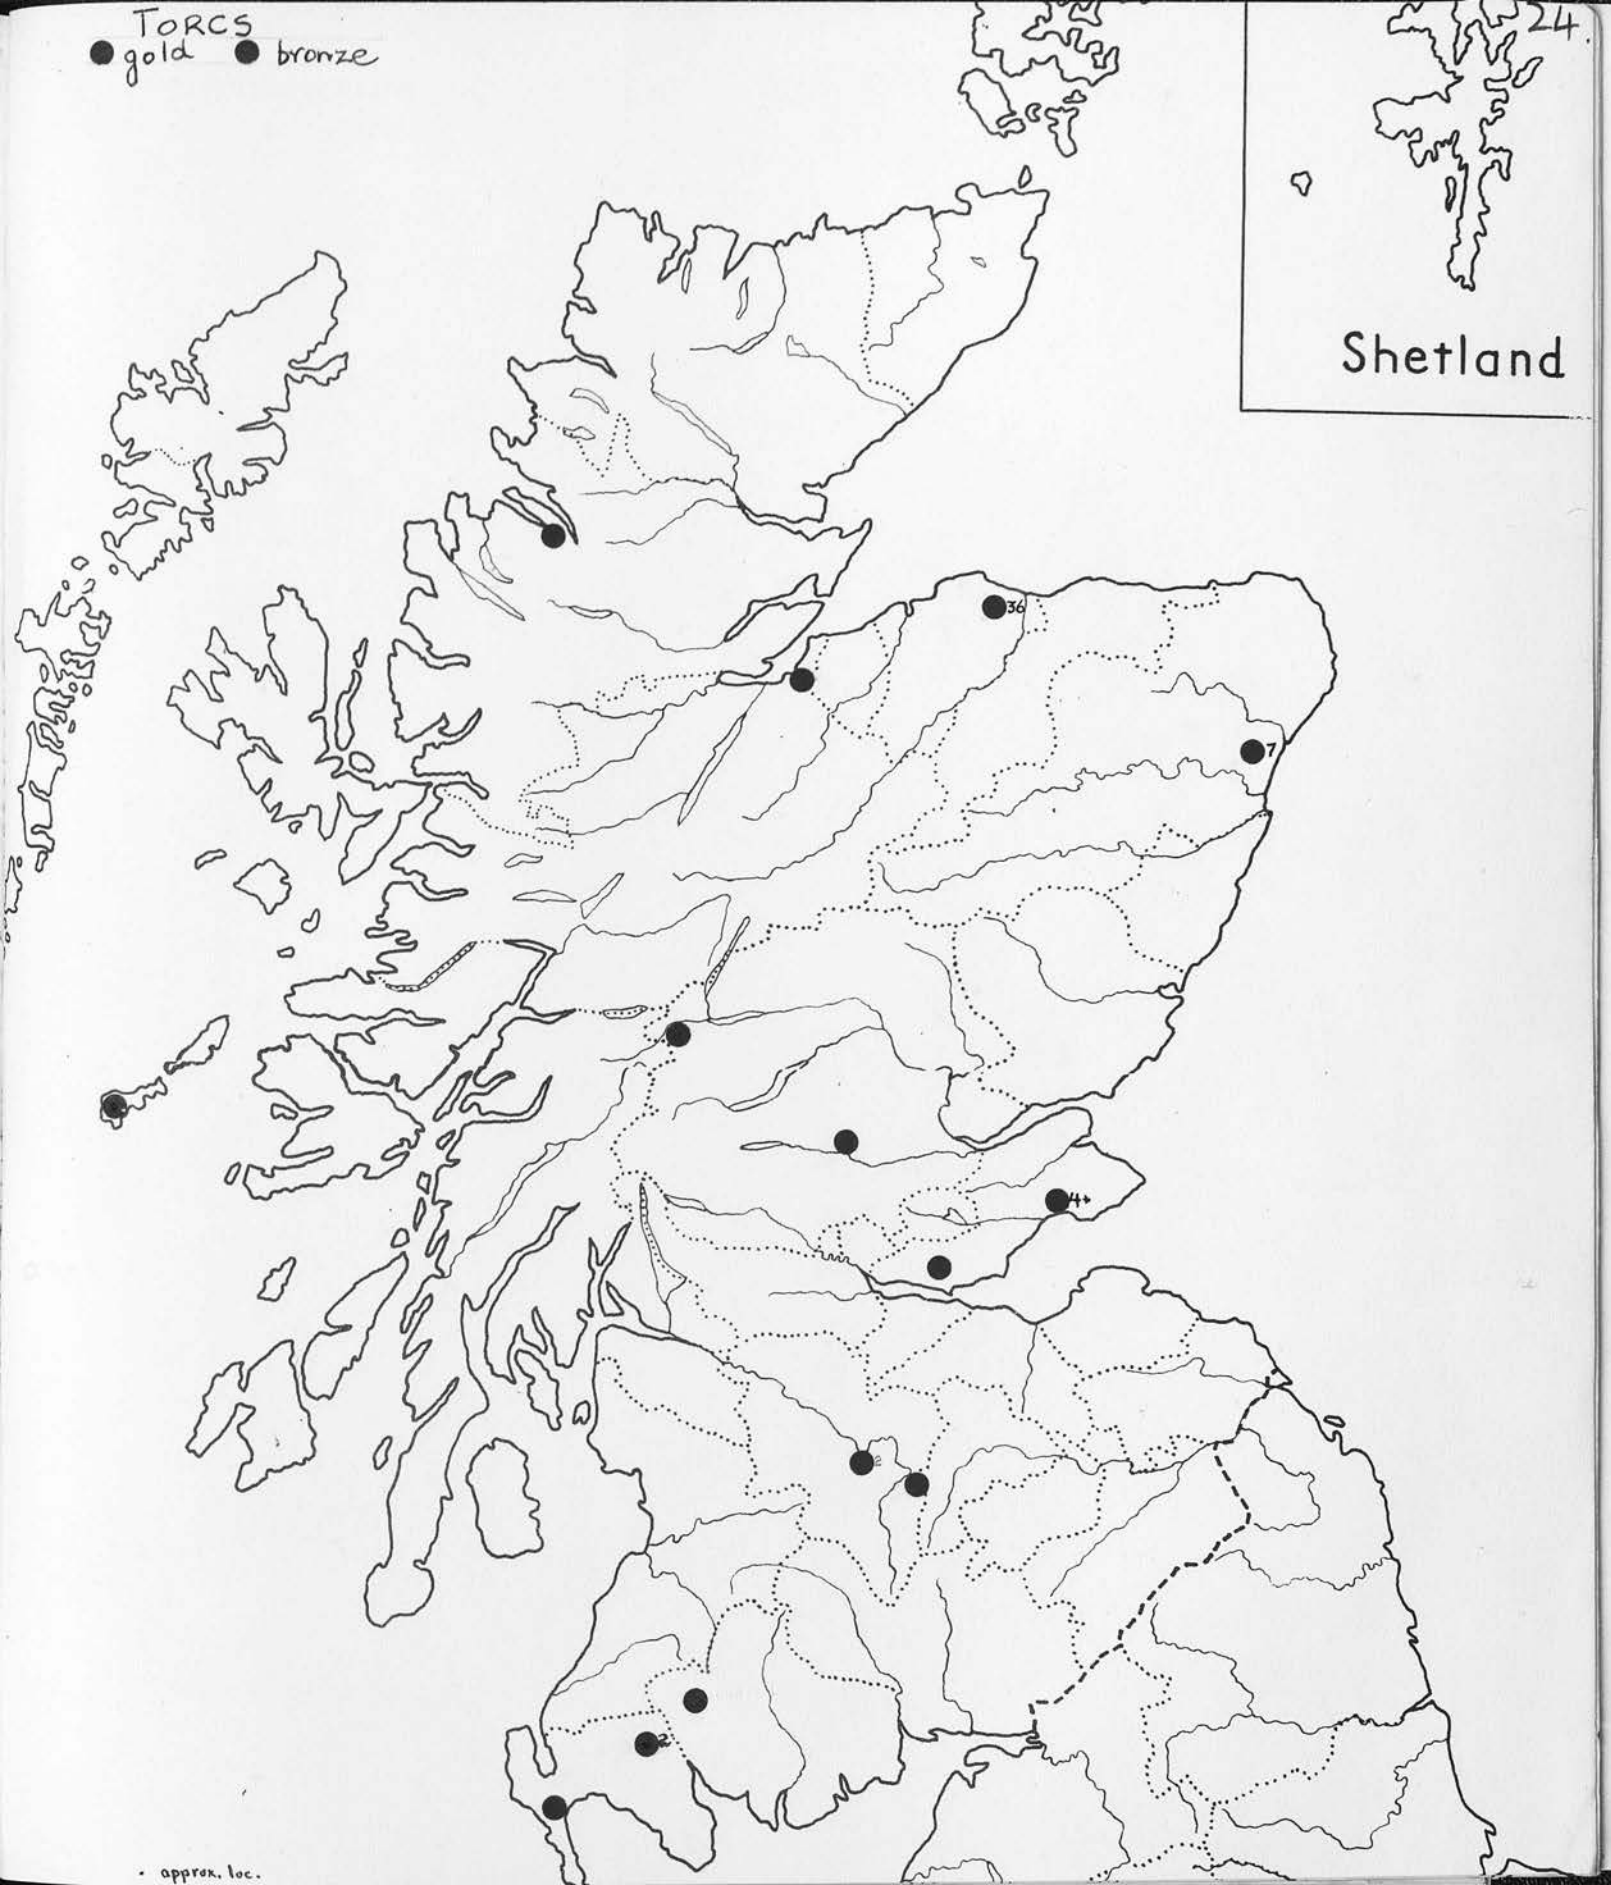 TORCS
gold bronze
24.
Shetland
36
7
4+
2
2
• approx. loc.